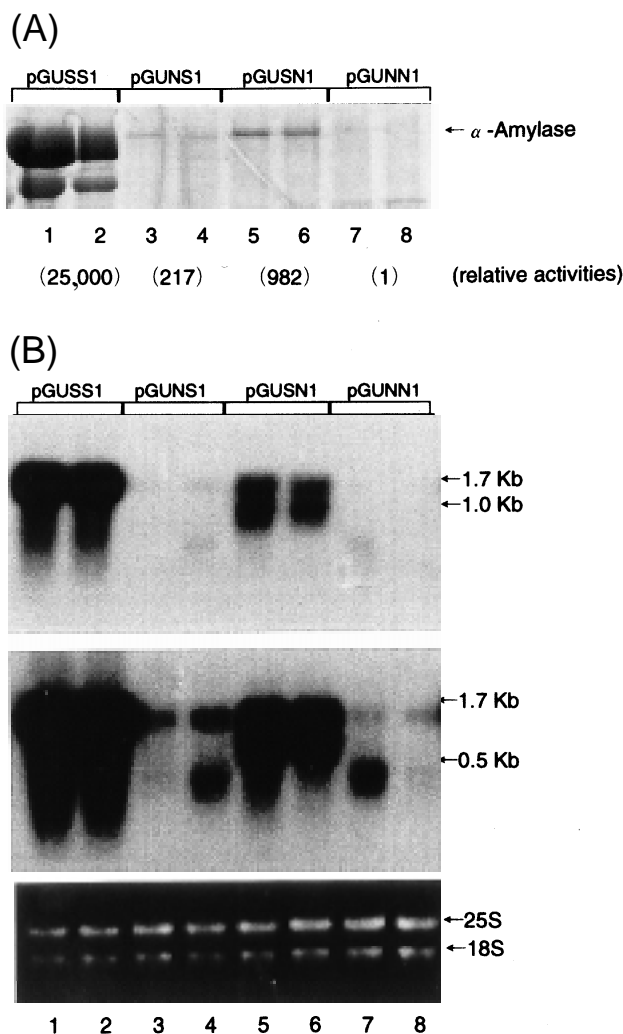 (A)
pGUSS1 pGUNS1 pGUSN1 pGUNN1
← α -Amylase
1 2 3 4 5 6 7 8
(25,000) (217) (982) (1) (relative activities)
(B)
pGUSS1 pGUNS1 pGUSN1 pGUNN1
←1.7 Kb
←1.0 Kb
←1.7 Kb
←0.5 Kb
←25S
←18S
1 2 3 4 5 6 7 8